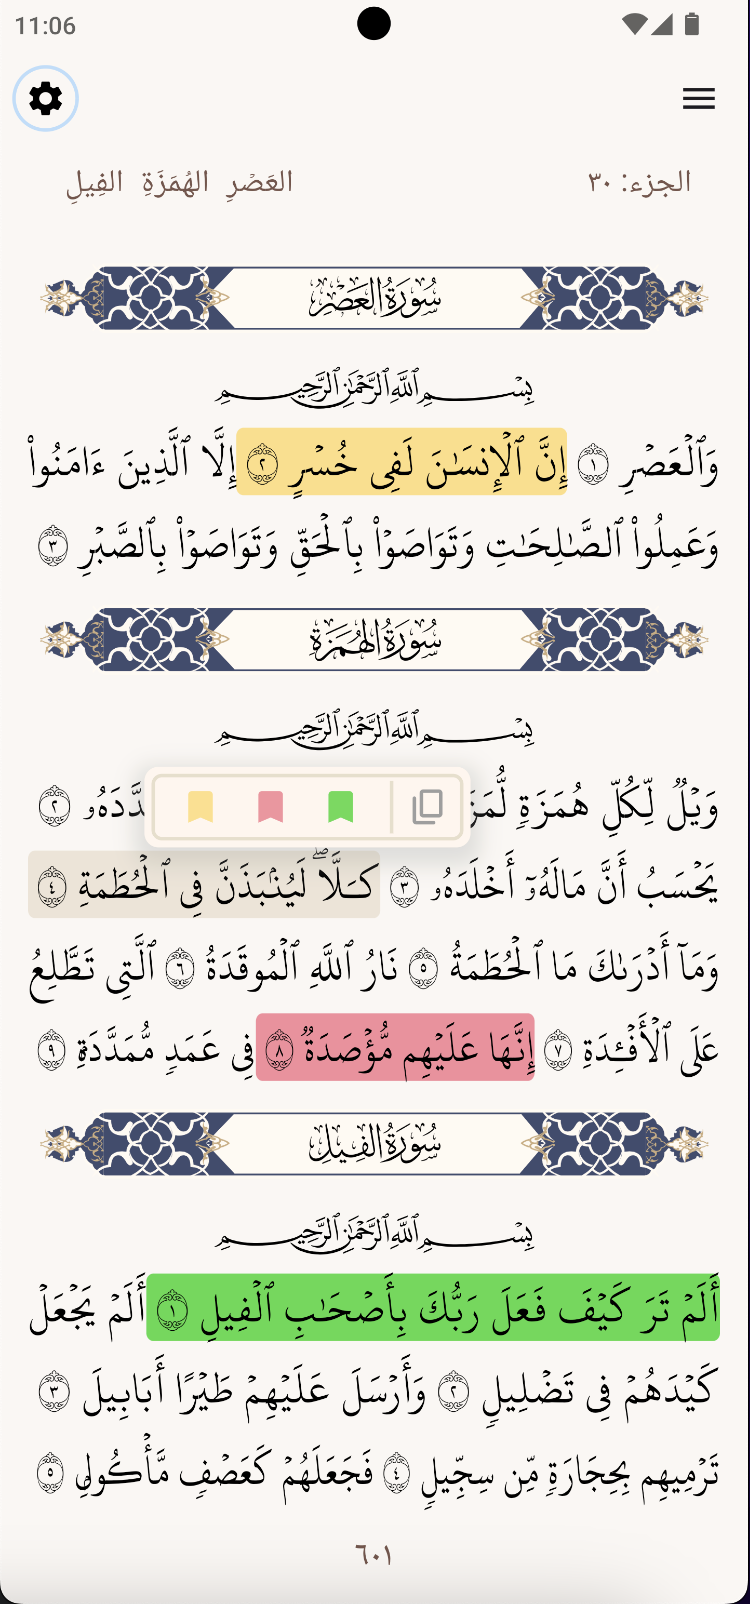 11:06
الجزء: ٣٠
العَصْرِ الهُمَزَةِ الفِيلِ
سُورَةُ العَصْرِ
بِسْمِ ٱللَّهِ ٱلرَّحْمَٰنِ ٱلرَّحِيمِ
وَٱلْعَصْرِ ١ إِنَّ ٱلْإِنسَٰنَ لَفِى خُسْرٍ ٢ إِلَّا ٱلَّذِينَ ءَامَنُوا۟
وَعَمِلُوا۟ ٱلصَّٰلِحَٰتِ وَتَوَاصَوْا۟ بِٱلْحَقِّ وَتَوَاصَوْا۟ بِٱلصَّبْرِ ٣
سُورَةُ الهُمَزَةِ
بِسْمِ ٱللَّهِ ٱلرَّحْمَٰنِ ٱلرَّحِيمِ
وَيْلٌ لِّكُلِّ هُمَزَةٍ لُّمَزَ
دَّدَهُۥ ٢
يَحْسَبُ أَنَّ مَالَهُۥٓ أَخْلَدَهُۥ ٣ كَلَّا ۖ لَيُنۢبَذَنَّ فِى ٱلْحُطَمَةِ ٤
وَمَآ أَدْرَىٰكَ مَا ٱلْحُطَمَةُ ٥ نَارُ ٱللَّهِ ٱلْمُوقَدَةُ ٦ ٱلَّتِى تَطَّلِعُ
عَلَى ٱلْأَفْـِٔدَةِ ٧ إِنَّهَا عَلَيْهِم مُّؤْصَدَةٌ ٨ فِى عَمَدٍ مُّمَدَّدَةٍۭ ٩
سُورَةُ الفِيلِ
بِسْمِ ٱللَّهِ ٱلرَّحْمَٰنِ ٱلرَّحِيمِ
أَلَمْ تَرَ كَيْفَ فَعَلَ رَبُّكَ بِأَصْحَٰبِ ٱلْفِيلِ ١ أَلَمْ يَجْعَلْ
كَيْدَهُمْ فِى تَضْلِيلٍ ٢ وَأَرْسَلَ عَلَيْهِمْ طَيْرًا أَبَابِيلَ ٣
تَرْمِيهِم بِحِجَارَةٍ مِّن سِجِّيلٍ ٤ فَجَعَلَهُمْ كَعَصْفٍ مَّأْكُولٍۭ ٥
٦٠١